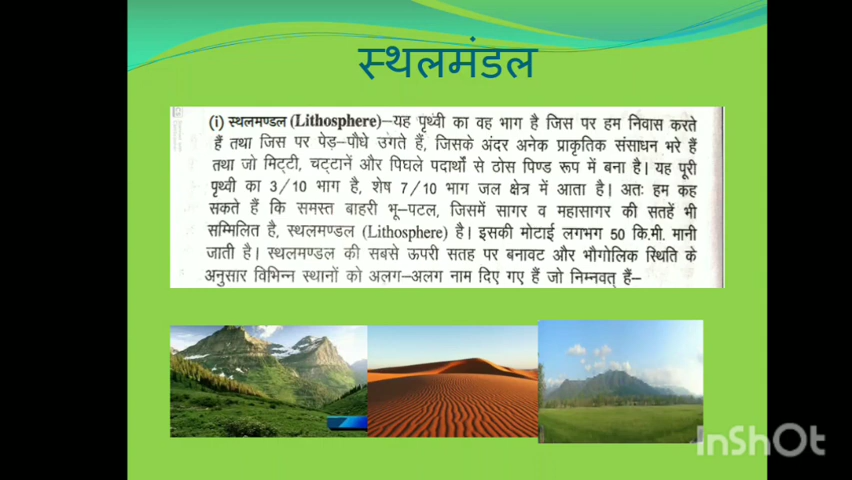 स्थलमंडल
(i) स्थलमण्डल (Lithosphere)–यह पृथ्वी का वह भाग है जिस पर हम निवास करते
हैं तथा जिस पर पेड़-पौधे उगते हैं, जिसके अंदर अनेक प्राकृतिक संसाधन भरे हैं
तथा जो मिट्टी, चट्टानें और पिघले पदार्थों से ठोस पिण्ड रूप में बना है। यह पूरी
पृथ्वी का 3/10 भाग है, शेष 7/10 भाग जल क्षेत्र में आता है। अतः हम कह
सकते हैं कि समस्त बाहरी भू-पटल, जिसमें सागर व महासागर की सतहें भी
सम्मिलित है, स्थलमण्डल (Lithosphere) है। इसकी मोटाई लगभग 50 कि.मी. मानी
जाती है। स्थलमण्डल की सबसे ऊपरी सतह पर बनावट और भौगोलिक स्थिति के
अनुसार विभिन्न स्थानों को अलग-अलग नाम दिए गए हैं जो निम्नवत् हैं–
InShOt